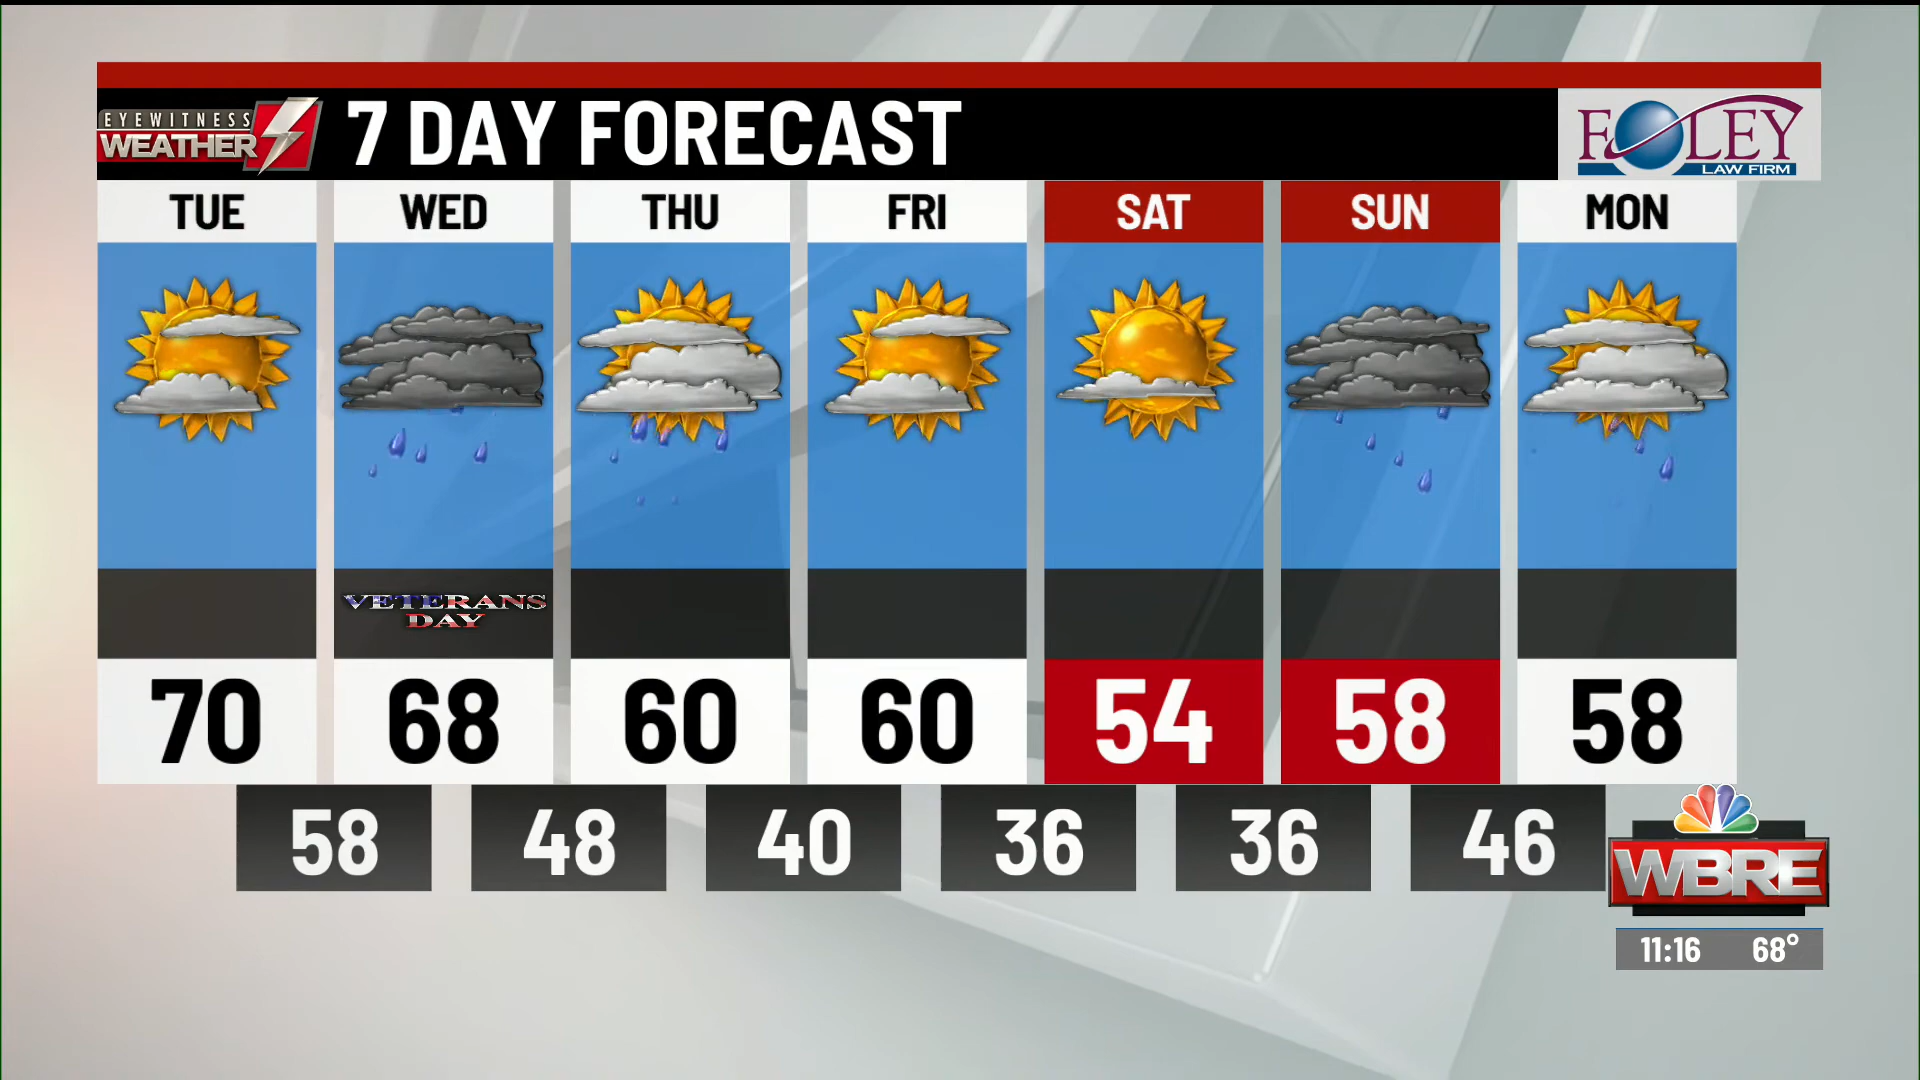 EYEWITNESS
WEATHER
7 DAY FORECAST
FOLEY
LAW FIRM
TUE WED THU FRI SAT SUN MON
VETERANS
DAY
70 68 60 60 54 58 58
58 48 40 36 36 46
WBRE
11:16 68°